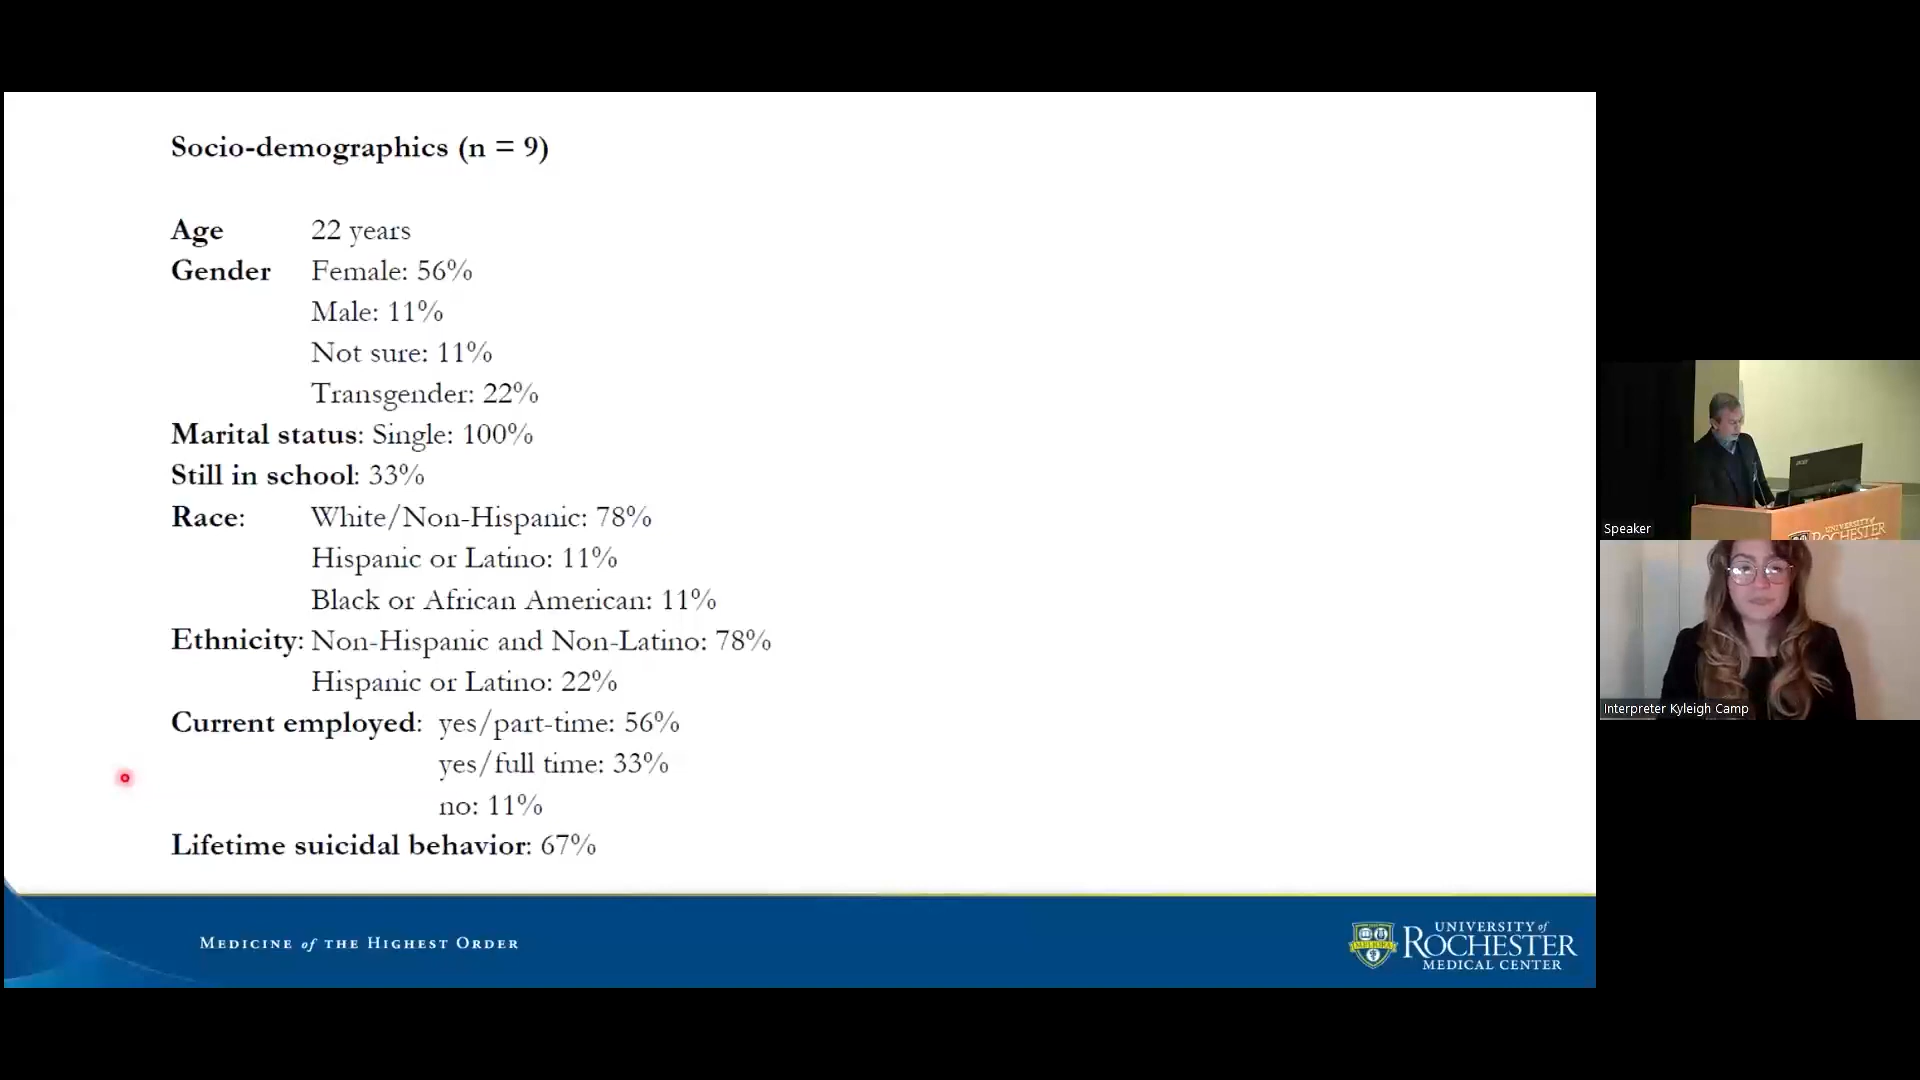 Socio-demographics (n = 9)
Age 22 years
Gender Female: 56%
Male: 11%
Not sure: 11%
Transgender: 22%
Marital status: Single: 100%
Still in school: 33%
Race: White/Non-Hispanic: 78%
Hispanic or Latino: 11%
Black or African American: 11%
Ethnicity: Non-Hispanic and Non-Latino: 78%
Hispanic or Latino: 22%
Current employed: yes/part-time: 56%
yes/full time: 33%
no: 11%
Lifetime suicidal behavior: 67%
MEDICINE of THE HIGHEST ORDER
UNIVERSITY of
ROCHESTER
MEDICAL CENTER
acer
UNIVERSITY of
ROCHESTER
Speaker
Interpreter Kyleigh Camp